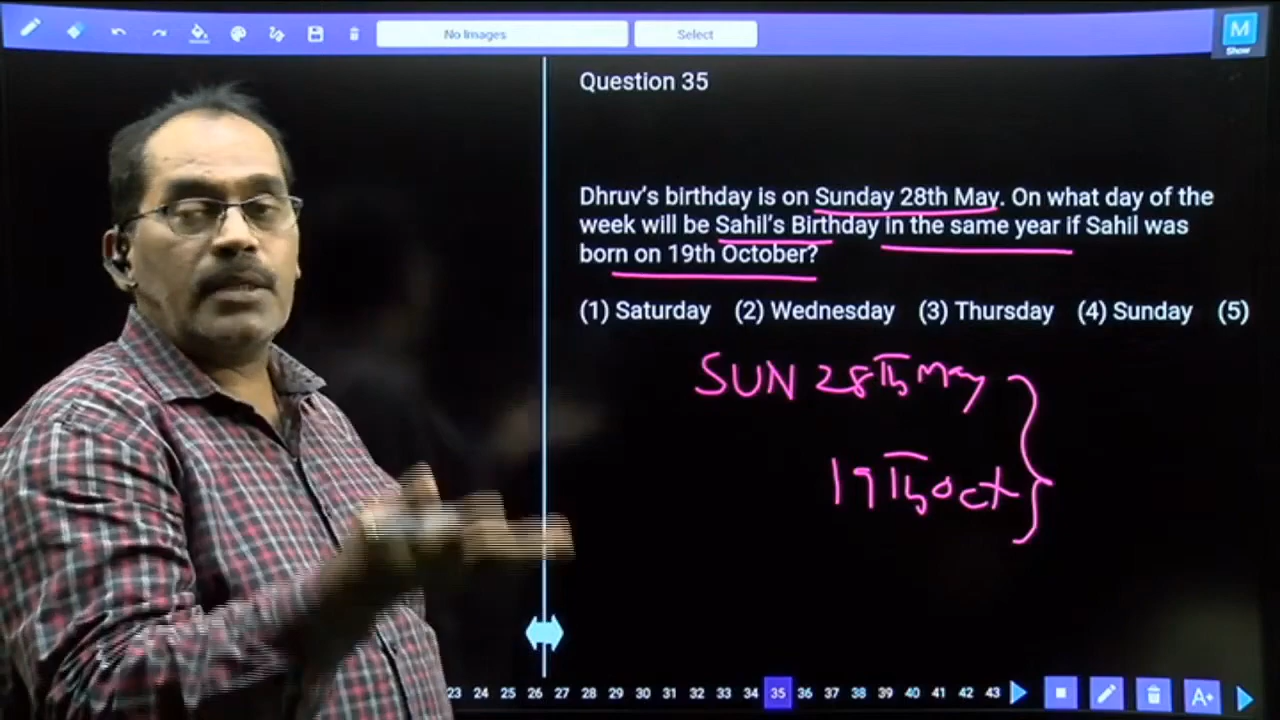 No Images
Select
M
Show
Question 35
Dhruv’s birthday is on Sunday 28th May. On what day of the
week will be Sahil’s Birthday in the same year if Sahil was
born on 19th October?
(1) Saturday (2) Wednesday (3) Thursday (4) Sunday (5)
SUN 28Th May
19Th Oct
23 24 25 26 27 28 29 30 31 32 33 34 35 36 37 38 39 40 41 42 43
A+